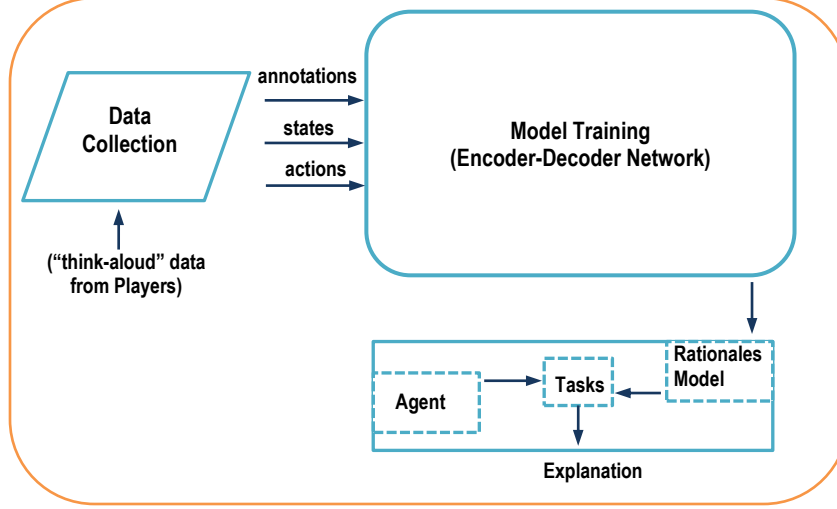 annotations
Data
Collection
states
actions
Model Training
(Encoder-Decoder Network)
(“think-aloud” data
from Players)
Rationales
Model
Tasks
Agent
Explanation